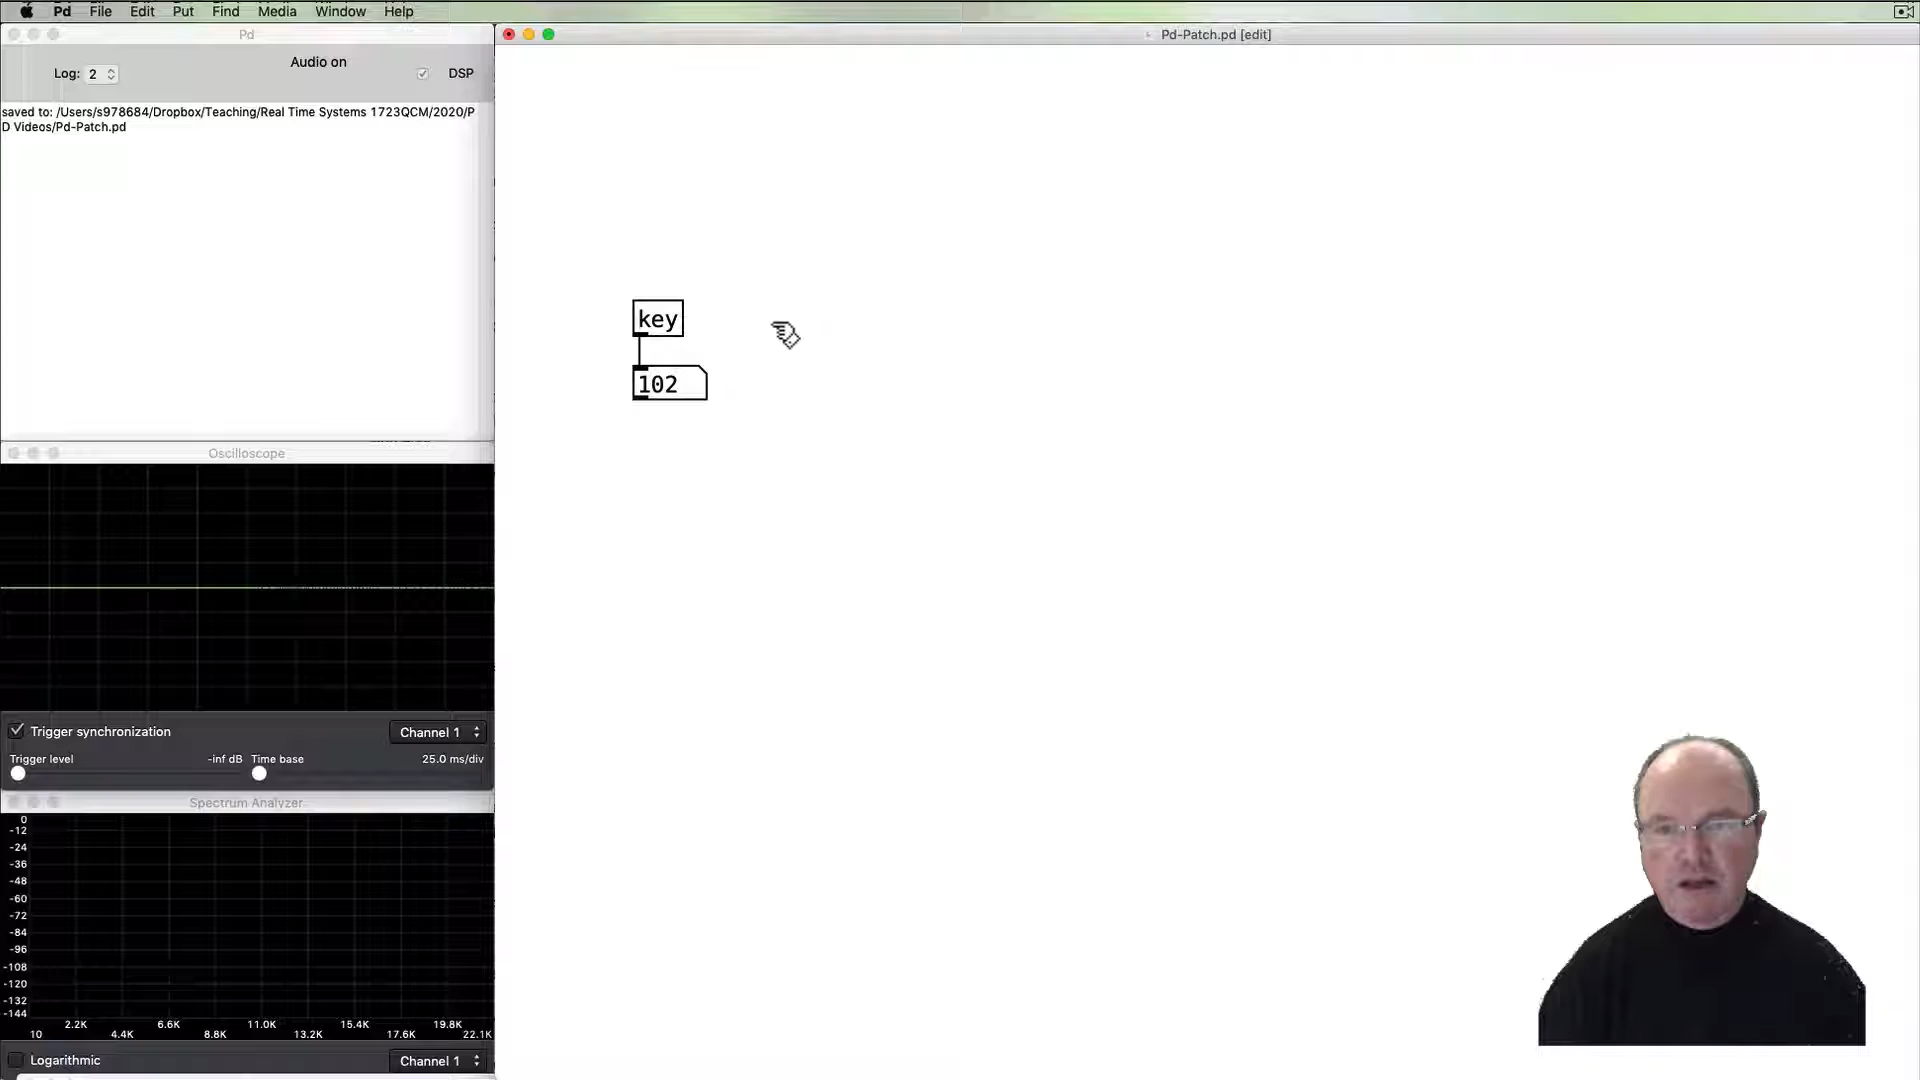 Pd File Edit Put Find Media Window Help
Pd
Audio on
Log: 2
DSP
saved to: /Users/s978684/Dropbox/Teaching/Real Time Systems 1723QCM/2020/P
D Videos/Pd-Patch.pd
Pd-Patch.pd [edit]
key
102
Oscilloscope
Trigger synchronization
Channel 1
Trigger level
-inf dB
Time base
25.0 ms/div
Spectrum Analyzer
0
-12
-24
-36
-48
-60
-72
-84
-96
-108
-120
-132
-144
2.2K 6.6K 11.0K 15.4K 19.8K
10 4.4K 8.8K 13.2K 17.6K 22.1K
Logarithmic
Channel 1